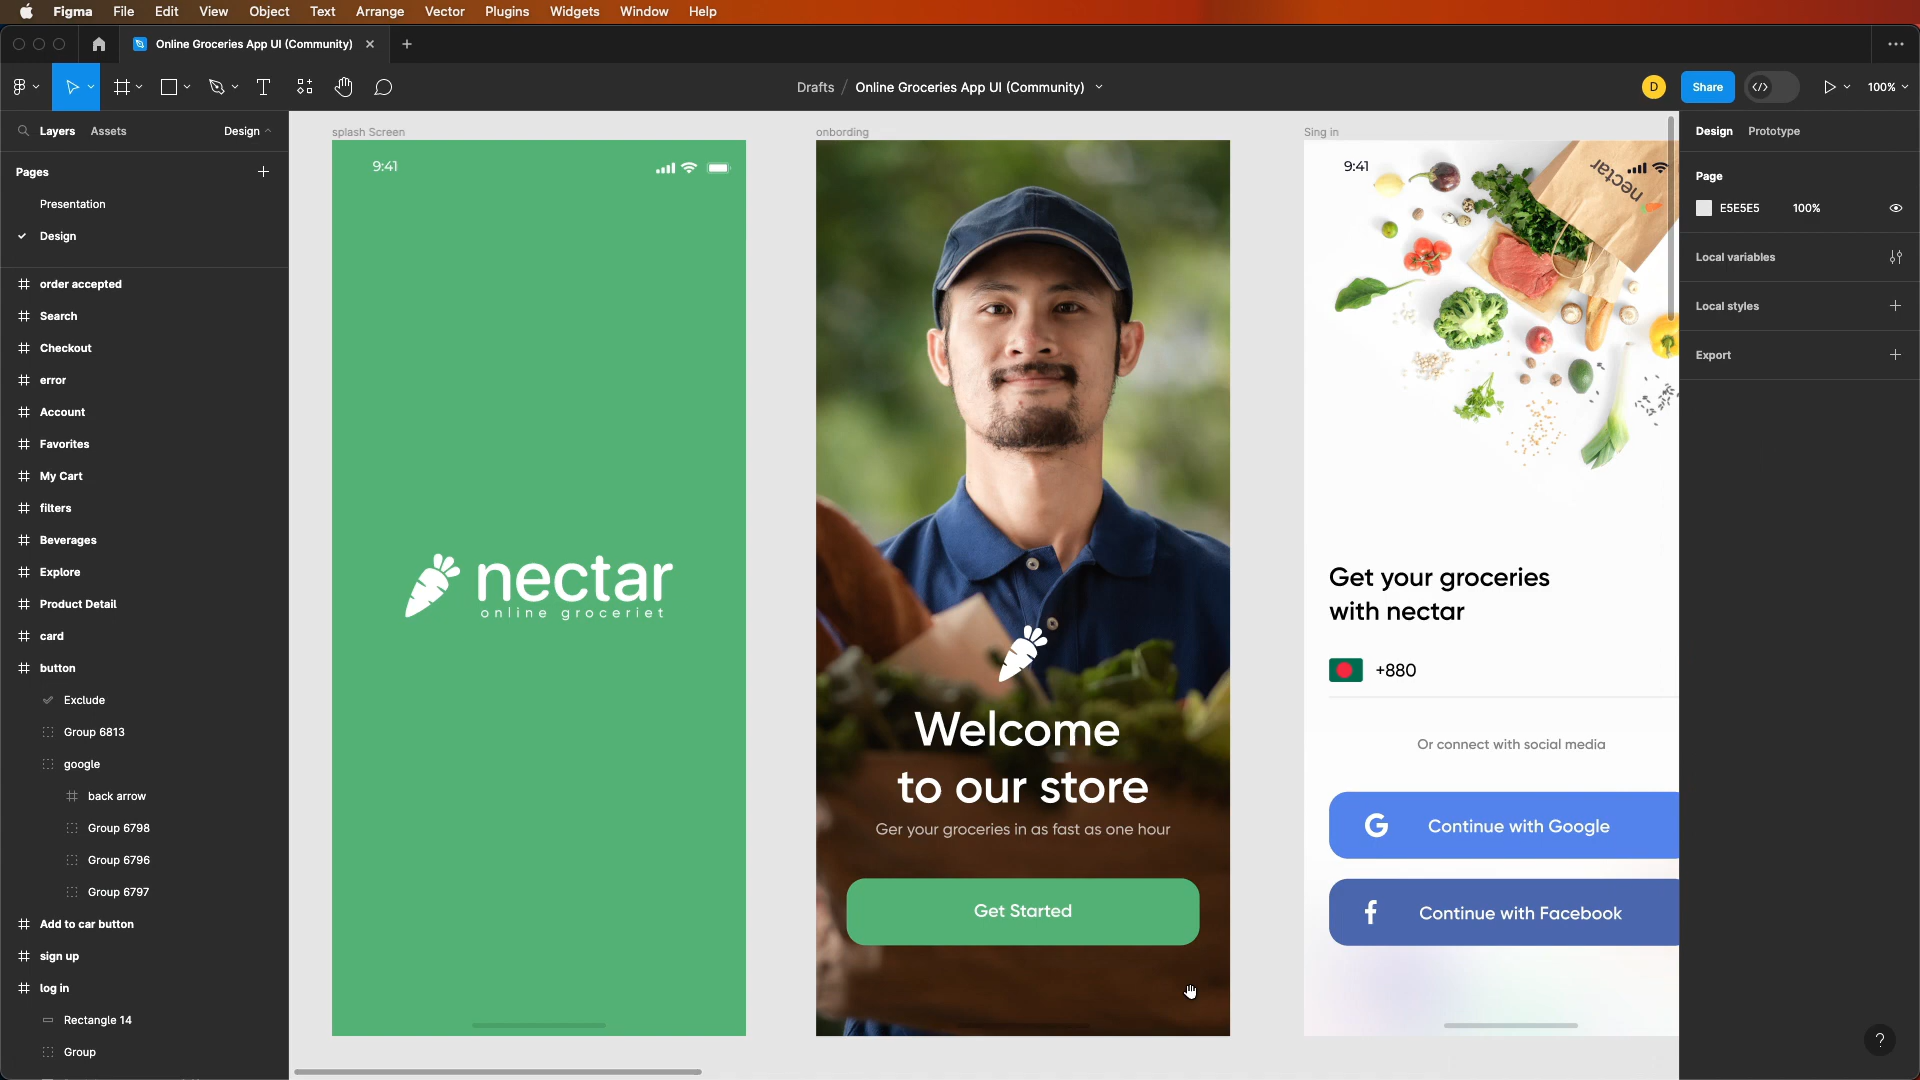 Figma File Edit View Object Text Arrange Vector Plugins Widgets Window Help
Online Groceries App UI (Community)
Drafts / Online Groceries App UI (Community)
D
Share
100%
Layers Assets Design
Pages
Presentation
Design
order accepted
Search
Checkout
error
Account
Favorites
My Cart
filters
Beverages
Explore
Product Detail
card
button
Exclude
Group 6813
google
back arrow
Group 6798
Group 6796
Group 6797
Add to car button
sign up
log in
Rectangle 14
Group
splash Screen
9:41
nectar
online groceriet
onbording
Welcome
to our store
Ger your groceries in as fast as one hour
Get Started
Sing in
9:41
nectar
Get your groceries
with nectar
+880
Or connect with social media
G Continue with Google
f Continue with Facebook
Design Prototype
Page
E5E5E5 100%
Local variables
Local styles
Export
?